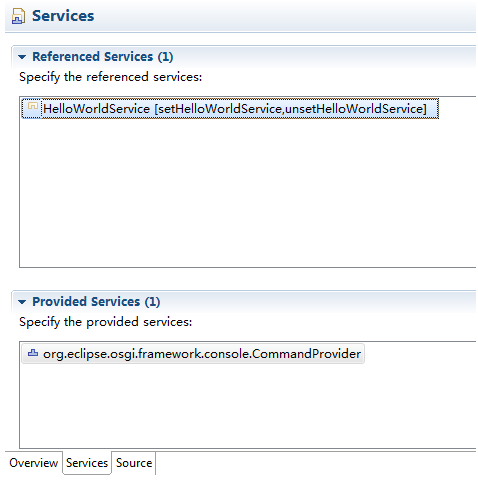 Services
Referenced Services (1)
Specify the referenced services:
HelloWorldService [setHelloWorldService,unsetHelloWorldService]
Provided Services (1)
Specify the provided services:
org.eclipse.osgi.framework.console.CommandProvider
Overview Services Source